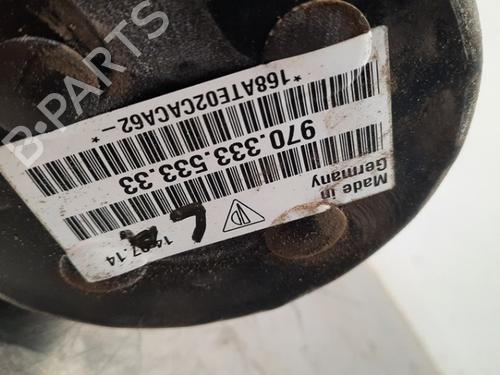 Made in
Germany
970.333.533.33
*168ATE02CACA62-*
14.07.14
B-PARTS